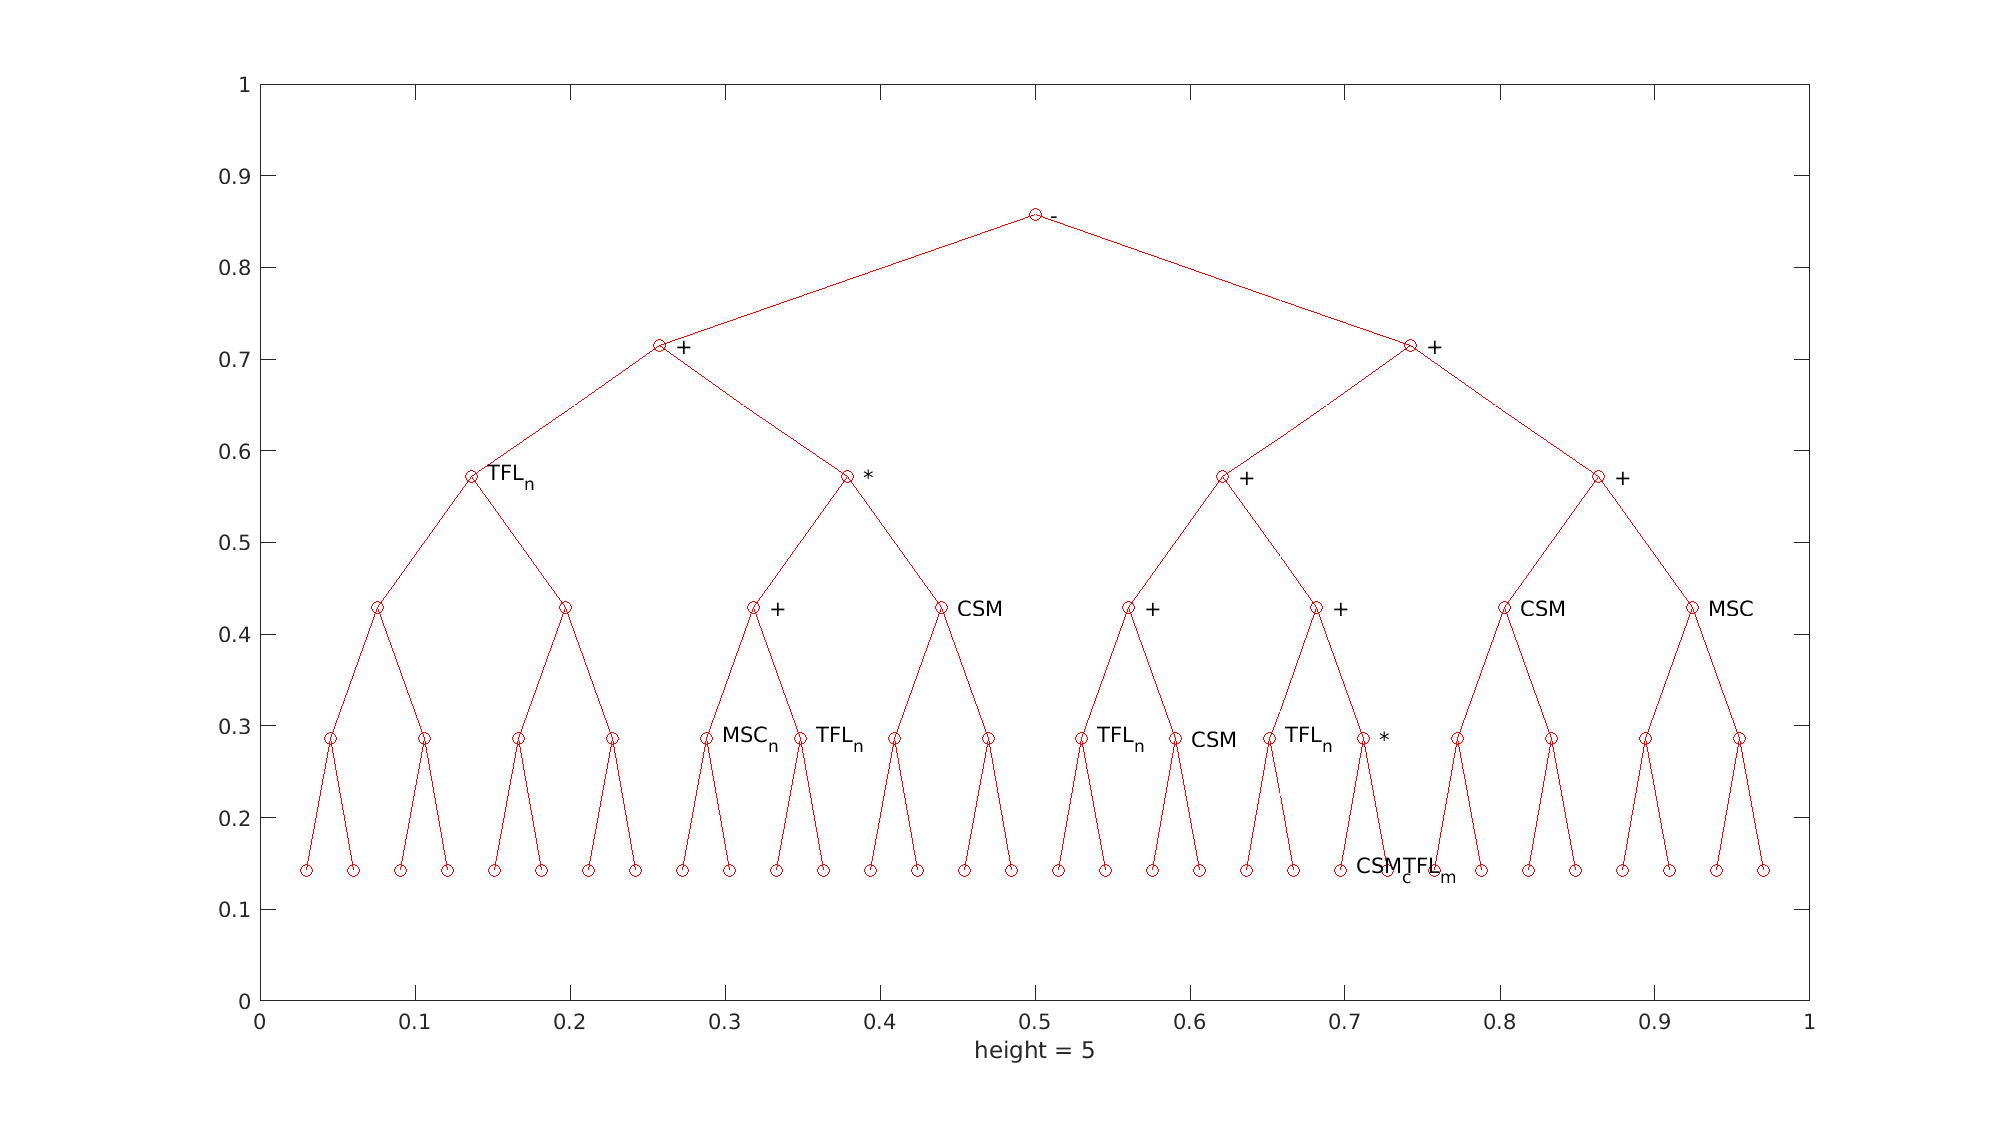 1
0.9
-
0.8
+ +
0.7
0.6
TFLn * + +
0.5
+ CSM + + CSM MSC
0.4
0.3
MSCn TFLn TFLn CSM TFLn *
0.2
CSMc TFLm
0.1
0
0 0.1 0.2 0.3 0.4 0.5 0.6 0.7 0.8 0.9 1
height = 5